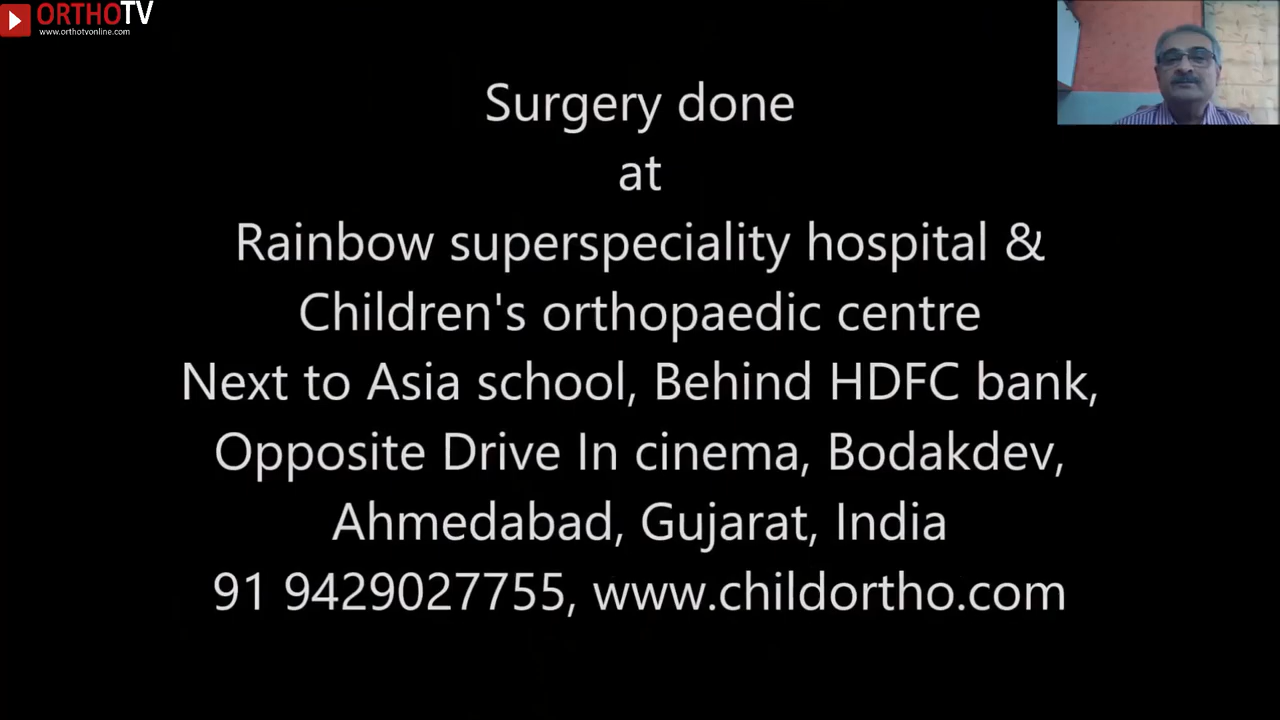 ORTHOTV
www.orthotvonline.com
Surgery done
at
Rainbow superspeciality hospital &
Children's orthopaedic centre
Next to Asia school, Behind HDFC bank,
Opposite Drive In cinema, Bodakdev,
Ahmedabad, Gujarat, India
91 9429027755, www.childortho.com